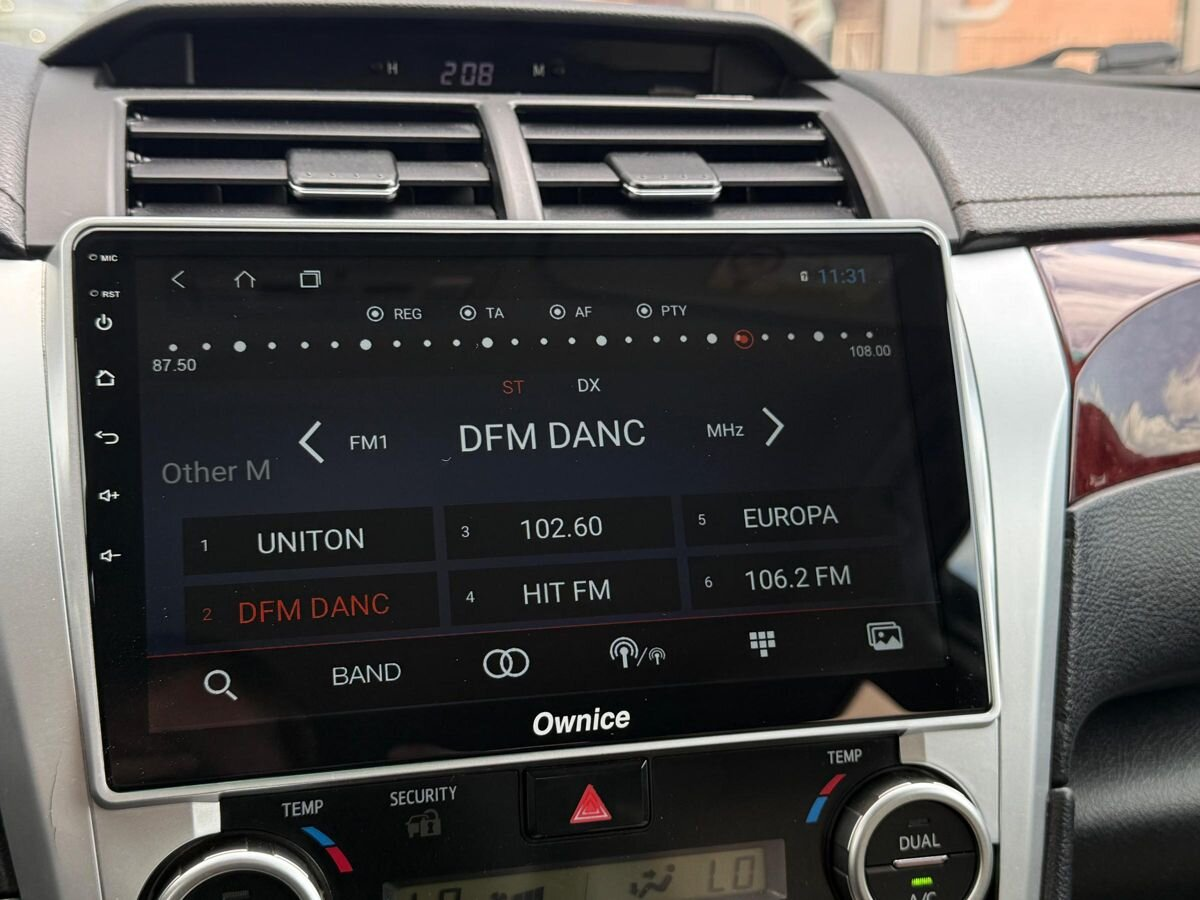 H 208 M
MIC
RST
11:31
REG TA AF PTY
87.50 108.00
ST DX
FM1 DFM DANC MHz
Other M
1 UNITON 3 102.60 5 EUROPA
2 DFM DANC 4 HIT FM 6 106.2 FM
BAND
Ownice
TEMP SECURITY TEMP
DUAL
LO LO
A/C